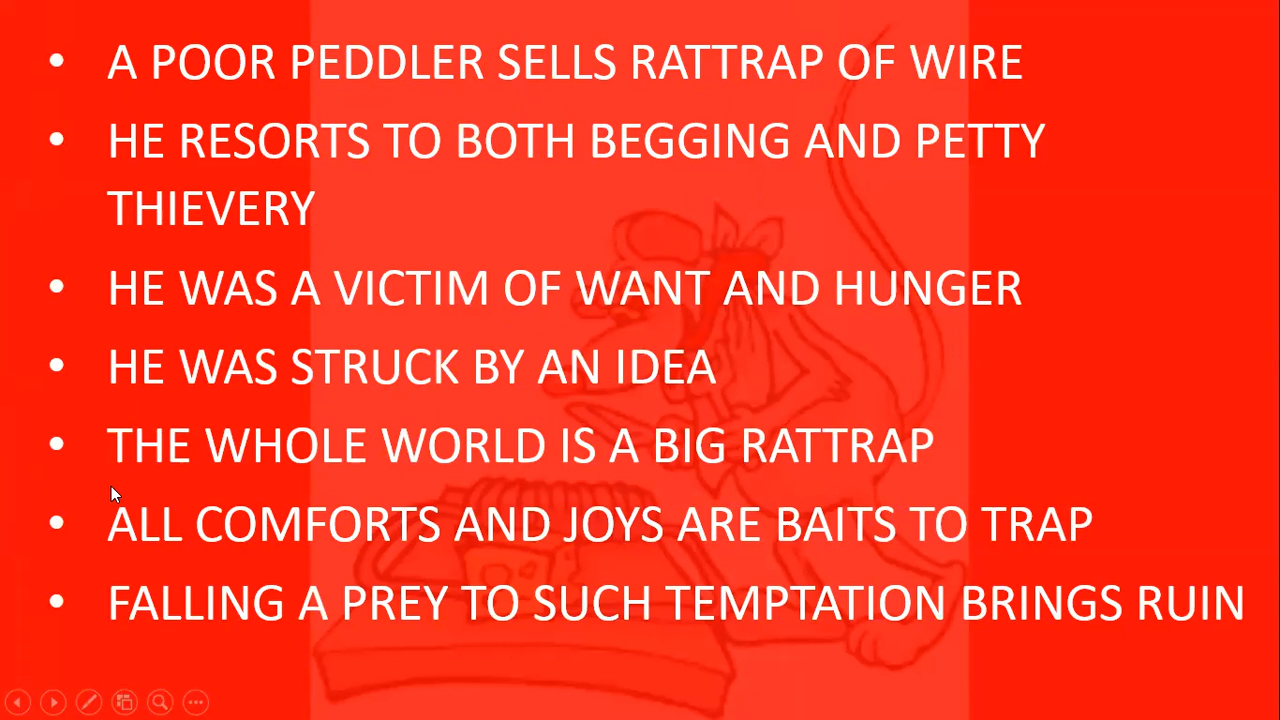 • A POOR PEDDLER SELLS RATTRAP OF WIRE
• HE RESORTS TO BOTH BEGGING AND PETTY
THIEVERY
• HE WAS A VICTIM OF WANT AND HUNGER
• HE WAS STRUCK BY AN IDEA
• THE WHOLE WORLD IS A BIG RATTRAP
• ALL COMFORTS AND JOYS ARE BAITS TO TRAP
• FALLING A PREY TO SUCH TEMPTATION BRINGS RUIN